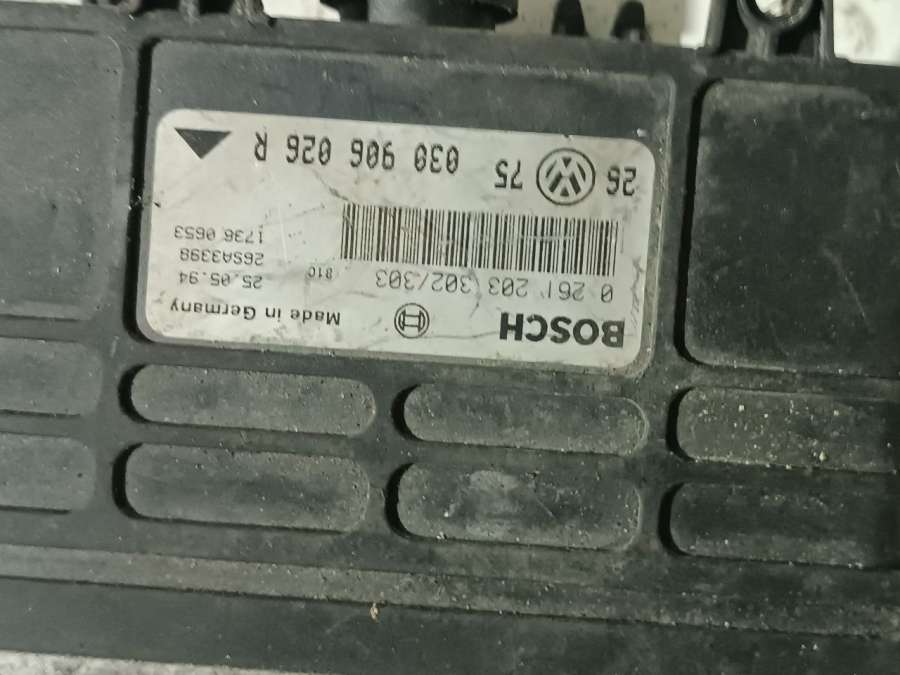 BOSCH
Made in Germany
0 261 203 302/303
81C
25.05.94
26SA3398
1736 0653
26 75 030 906 026 R